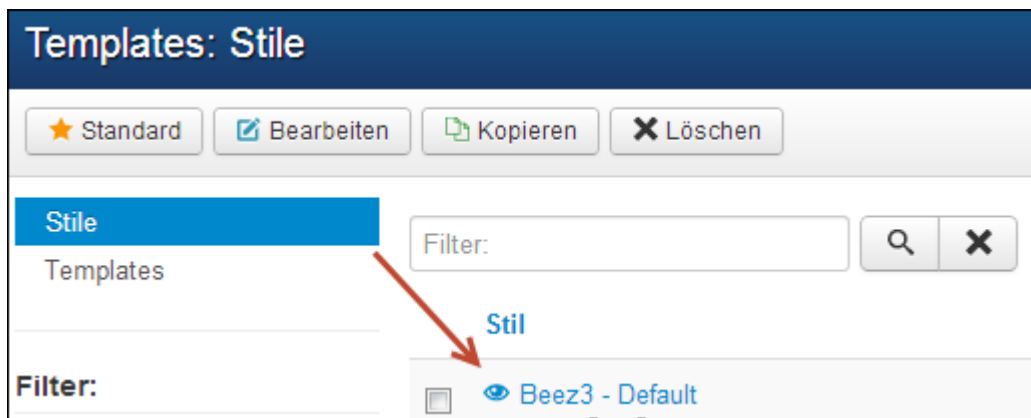 Templates: Stile
Standard Bearbeiten Kopieren Löschen
Stile
Templates
Filter:
Stil
Filter:
Beez3 - Default